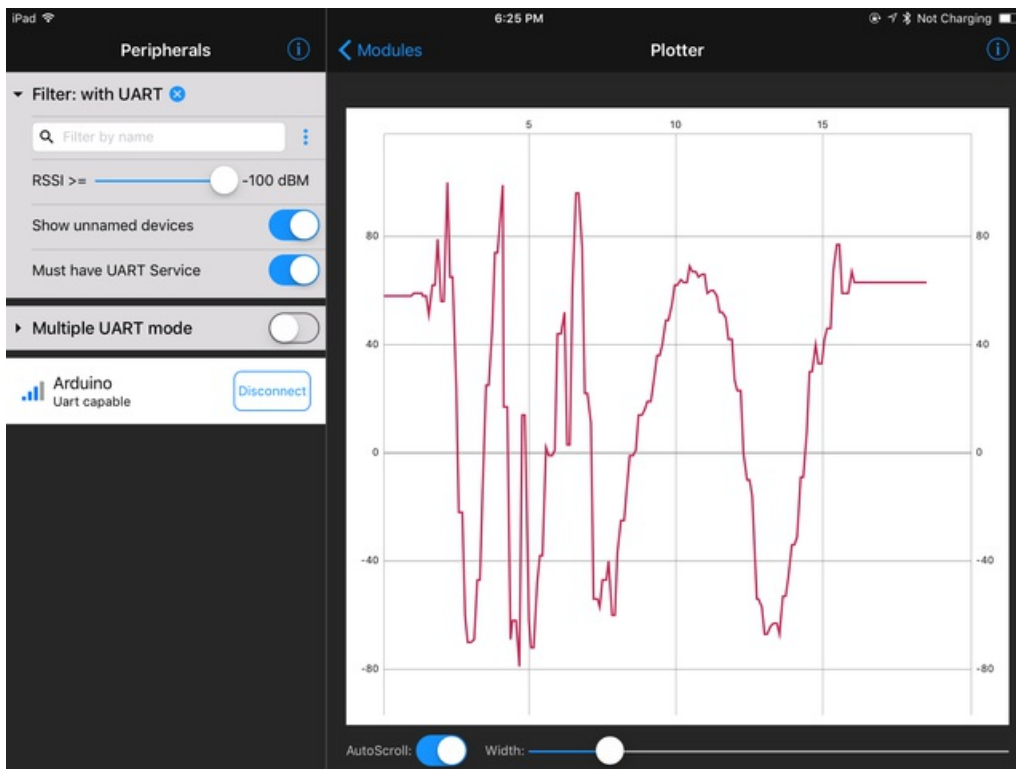 iPad 6:25 PM Not Charging
Peripherals
Modules Plotter
Filter: with UART
Filter by name
RSSI >= -100 dBM
Show unnamed devices
Must have UART Service
Multiple UART mode
Arduino
Uart capable
Disconnect
5 10 15
80 80
40 40
0 0
-40 -40
-80 -80
AutoScroll: Width: